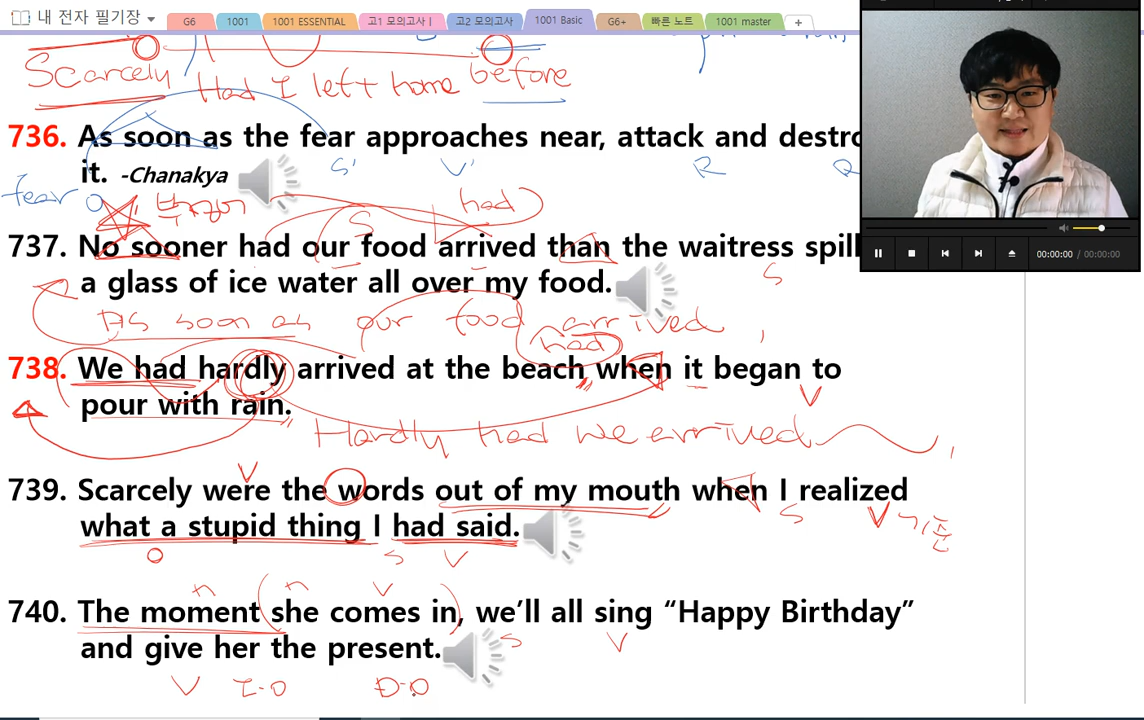 내 전자 필기장
G6 1001 1001 ESSENTIAL 고1 모의고사 I 고2 모의고사 1001 Basic G6+ 빠른 노트 1001 master +
Scarcely Had I left home before
736. As soon as the fear approaches near, attack and destro
it. -Chanakya
S' V' R
fear 부정어 had
S
737. No sooner had our food arrived than the waitress spill
a glass of ice water all over my food.
S
As soon as our food arrived,
had
738. We had hardly arrived at the beach when it began to
pour with rain.
V
Hardly had we arrived ,
V
739. Scarcely were the words out of my mouth when I realized
what a stupid thing I had said.
S V 기준
O S V
n n V
740. The moment she comes in, we'll all sing “Happy Birthday”
and give her the present.
S V
V I·O D·O
00:00:00 / 00:00:00